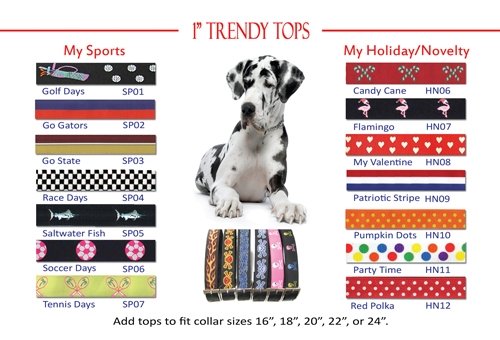 1" TRENDY TOPS
My Sports
Golf Days SP01
Go Gators SP02
Go State SP03
Race Days SP04
Saltwater Fish SP05
Soccer Days SP06
Tennis Days SP07
My Holiday/Novelty
Candy Cane HN06
Flamingo HN07
My Valentine HN08
Patriotic Stripe HN09
Pumpkin Dots HN10
Party Time HN11
Red Polka HN12
Add tops to fit collar sizes 16”, 18”, 20”, 22”, or 24”.